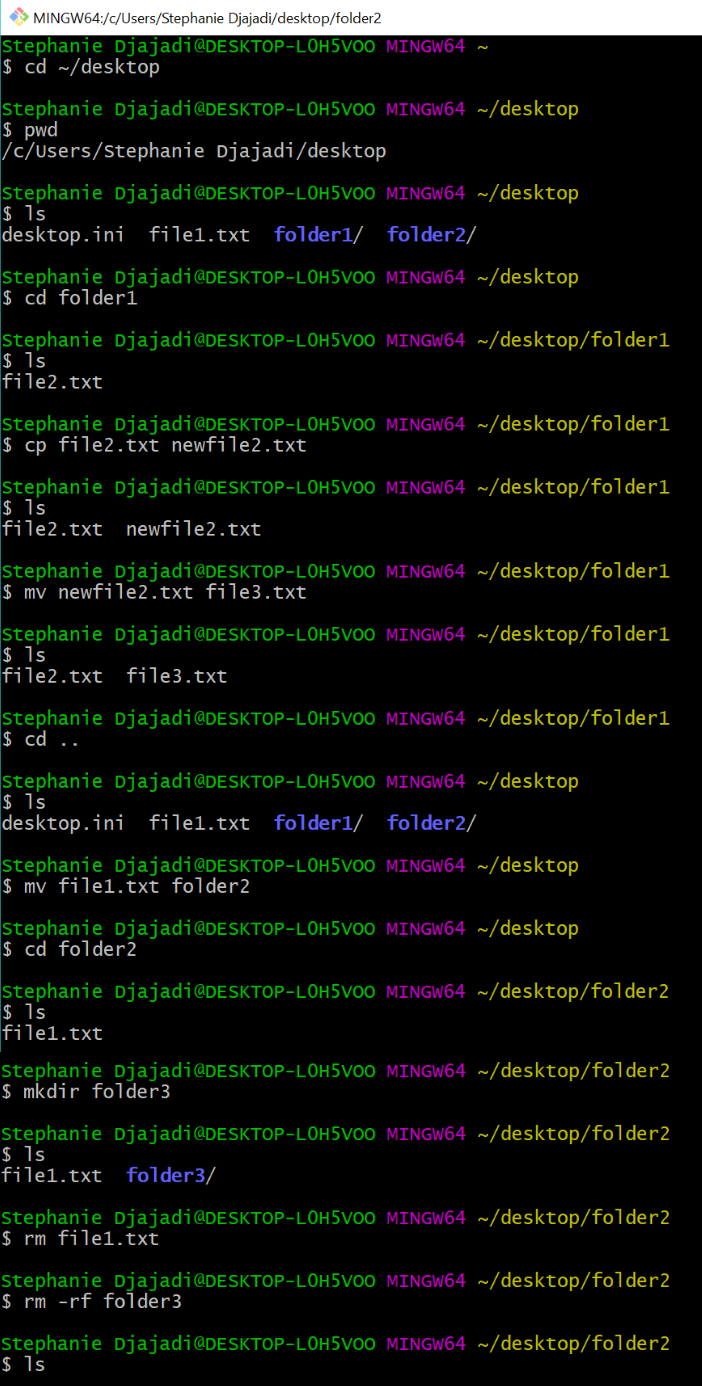 MINGW64:/c/Users/Stephanie Djajadi/desktop/folder2
Stephanie Djajadi@DESKTOP-L0H5VOO MINGW64 ~
$ cd ~/desktop
Stephanie Djajadi@DESKTOP-L0H5VOO MINGW64 ~/desktop
$ pwd
/c/Users/Stephanie Djajadi/desktop
Stephanie Djajadi@DESKTOP-L0H5VOO MINGW64 ~/desktop
$ ls
desktop.ini  file1.txt  folder1/  folder2/
Stephanie Djajadi@DESKTOP-L0H5VOO MINGW64 ~/desktop
$ cd folder1
Stephanie Djajadi@DESKTOP-L0H5VOO MINGW64 ~/desktop/folder1
$ ls
file2.txt
Stephanie Djajadi@DESKTOP-L0H5VOO MINGW64 ~/desktop/folder1
$ cp file2.txt newfile2.txt
Stephanie Djajadi@DESKTOP-L0H5VOO MINGW64 ~/desktop/folder1
$ ls
file2.txt  newfile2.txt
Stephanie Djajadi@DESKTOP-L0H5VOO MINGW64 ~/desktop/folder1
$ mv newfile2.txt file3.txt
Stephanie Djajadi@DESKTOP-L0H5VOO MINGW64 ~/desktop/folder1
$ ls
file2.txt  file3.txt
Stephanie Djajadi@DESKTOP-L0H5VOO MINGW64 ~/desktop/folder1
$ cd ..
Stephanie Djajadi@DESKTOP-L0H5VOO MINGW64 ~/desktop
$ ls
desktop.ini  file1.txt  folder1/  folder2/
Stephanie Djajadi@DESKTOP-L0H5VOO MINGW64 ~/desktop
$ mv file1.txt folder2
Stephanie Djajadi@DESKTOP-L0H5VOO MINGW64 ~/desktop
$ cd folder2
Stephanie Djajadi@DESKTOP-L0H5VOO MINGW64 ~/desktop/folder2
$ ls
file1.txt
Stephanie Djajadi@DESKTOP-L0H5VOO MINGW64 ~/desktop/folder2
$ mkdir folder3
Stephanie Djajadi@DESKTOP-L0H5VOO MINGW64 ~/desktop/folder2
$ ls
file1.txt  folder3/
Stephanie Djajadi@DESKTOP-L0H5VOO MINGW64 ~/desktop/folder2
$ rm file1.txt
Stephanie Djajadi@DESKTOP-L0H5VOO MINGW64 ~/desktop/folder2
$ rm -rf folder3
Stephanie Djajadi@DESKTOP-L0H5VOO MINGW64 ~/desktop/folder2
$ ls